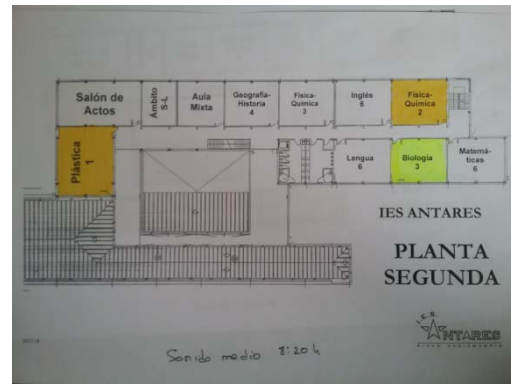 Salón de
Actos
Ámbito
S-L
Aula
Mixta
Geografía-
Historia
4
Física-
Química
3
Inglés
6
Física-
Química
2
Plástica
1
Lengua
6
Biología
3
Matemá-
ticas
6
IES ANTARES
PLANTA
SEGUNDA
I.E.S.
ANTARES
Sonido medio 8:20 h